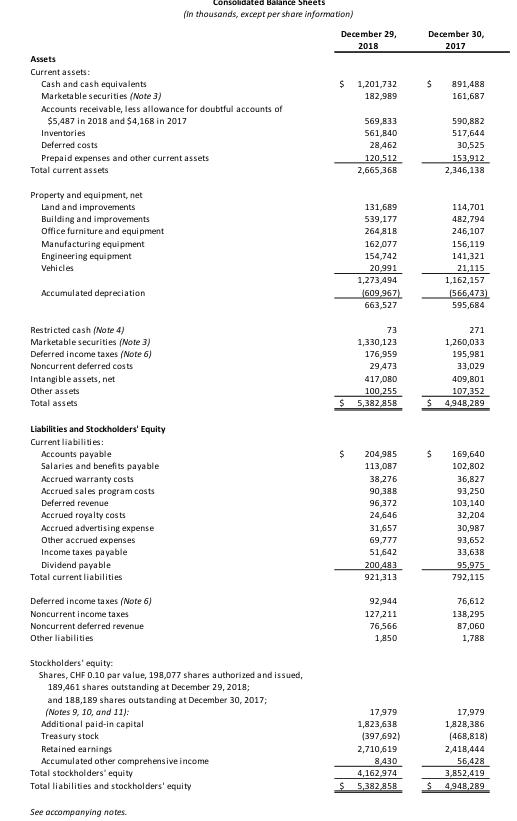 Consolidated Balance Sheets
(In thousands, except per share information)
December 29, December 30,
2018 2017
Assets
Current assets:
Cash and cash equivalents $ 1,201,732 $ 891,488
Marketable securities (Note 3) 182,989 161,687
Accounts receivable, less allowance for doubtful accounts of
$5,487 in 2018 and $4,168 in 2017 569,833 590,882
Inventories 561,840 517,644
Deferred costs 28,462 30,525
Prepaid expenses and other current assets 120,512 153,912
Total current assets 2,665,368 2,346,138
Property and equipment, net
Land and improvements 131,689 114,701
Building and improvements 539,177 482,794
Office furniture and equipment 264,818 246,107
Manufacturing equipment 162,077 156,119
Engineering equipment 154,742 141,321
Vehicles 20,991 21,115
1,273,494 1,162,157
Accumulated depreciation (609,967) (566,473)
663,527 595,684
Restricted cash (Note 4) 73 271
Marketable securities (Note 3) 1,330,123 1,260,033
Deferred income taxes (Note 6) 176,959 195,981
Noncurrent deferred costs 29,473 33,029
Intangible assets, net 417,080 409,801
Other assets 100,255 107,352
Total assets $ 5,382,858 $ 4,948,289
Liabilities and Stockholders' Equity
Current liabilities:
Accounts payable $ 204,985 $ 169,640
Salaries and benefits payable 113,087 102,802
Accrued warranty costs 38,276 36,827
Accrued sales program costs 90,388 93,250
Deferred revenue 96,372 103,140
Accrued royalty costs 24,646 32,204
Accrued advertising expense 31,657 30,987
Other accrued expenses 69,777 93,652
Income taxes payable 51,642 33,638
Dividend payable 200,483 95,975
Total current liabilities 921,313 792,115
Deferred income taxes (Note 6) 92,944 76,612
Noncurrent income taxes 127,211 138,295
Noncurrent deferred revenue 76,566 87,060
Other liabilities 1,850 1,788
Stockholders' equity:
Shares, CHF 0.10 par value, 198,077 shares authorized and issued,
189,461 shares outstanding at December 29, 2018;
and 188,189 shares outstanding at December 30, 2017;
(Notes 9, 10, and 11): 17,979 17,979
Additional paid-in capital 1,823,638 1,828,386
Treasury stock (397,692) (468,818)
Retained earnings 2,710,619 2,418,444
Accumulated other comprehensive income 8,430 56,428
Total stockholders' equity 4,162,974 3,852,419
Total liabilities and stockholders' equity $ 5,382,858 $ 4,948,289
See accompanying notes.